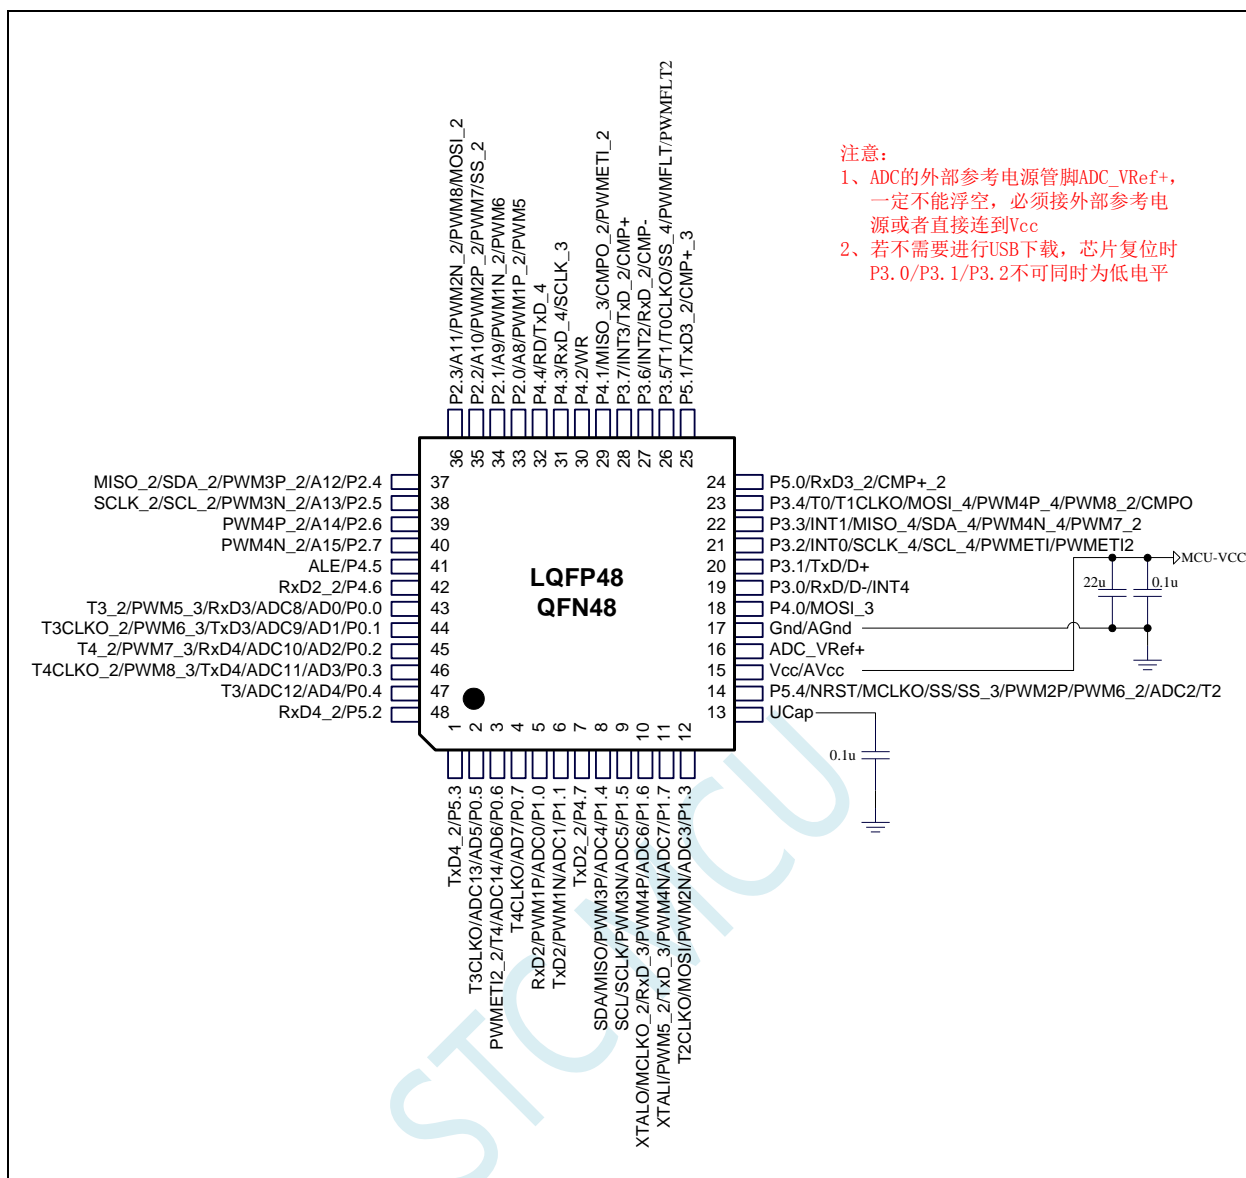 P2.3/A11/PWM2N_2/PWM8/MOSI_2
P2.2/A10/PWM2P_2/PWM7/SS_2
P2.1/A9/PWM1N_2/PWM6
P2.0/A8/PWM1P_2/PWM5
P4.4/RD/TxD_4
P4.3/RxD_4/SCLK_3
P4.2/WR
P4.1/MISO_3/CMPO_2/PWMETI_2
P3.7/INT3/TxD_2/CMP+
P3.6/INT2/RxD_2/CMP-
P3.5/T1/T0CLKO/SS_4/PWMFLT/PWMFLT2
P5.1/TxD3_2/CMP+_3
注意：
1、ADC的外部参考电源管脚ADC_VRef+，
一定不能浮空，必须接外部参考电
源或者直接连到Vcc
2、若不需要进行USB下载，芯片复位时
P3.0/P3.1/P3.2不可同时为低电平
36 35 34 33 32 31 30 29 28 27 26 25
MISO_2/SDA_2/PWM3P_2/A12/P2.4 37
SCLK_2/SCL_2/PWM3N_2/A13/P2.5 38
PWM4P_2/A14/P2.6 39
PWM4N_2/A15/P2.7 40
ALE/P4.5 41
RxD2_2/P4.6 42
T3_2/PWM5_3/RxD3/ADC8/AD0/P0.0 43
T3CLKO_2/PWM6_3/TxD3/ADC9/AD1/P0.1 44
T4_2/PWM7_3/RxD4/ADC10/AD2/P0.2 45
T4CLKO_2/PWM8_3/TxD4/ADC11/AD3/P0.3 46
T3/ADC12/AD4/P0.4 47
RxD4_2/P5.2 48
LQFP48
QFN48
24 P5.0/RxD3_2/CMP+_2
23 P3.4/T0/T1CLKO/MOSI_4/PWM4P_4/PWM8_2/CMPO
22 P3.3/INT1/MISO_4/SDA_4/PWM4N_4/PWM7_2
21 P3.2/INT0/SCLK_4/SCL_4/PWMETI/PWMETI2
20 P3.1/TxD/D+
19 P3.0/RxD/D-/INT4
18 P4.0/MOSI_3
17 Gnd/AGnd
16 ADC_VRef+
15 Vcc/AVcc
14 P5.4/NRST/MCLKO/SS/SS_3/PWM2P/PWM6_2/ADC2/T2
13 UCap
MCU-VCC
22u
0.1u
0.1u
1 2 3 4 5 6 7 8 9 10 11 12
TxD4_2/P5.3
T3CLKO/ADC13/AD5/P0.5
PWMETI2_2/T4/ADC14/AD6/P0.6
T4CLKO/AD7/P0.7
RxD2/PWM1P/ADC0/P1.0
TxD2/PWM1N/ADC1/P1.1
TxD2_2/P4.7
SDA/MISO/PWM3P/ADC4/P1.4
SCL/SCLK/PWM3N/ADC5/P1.5
XTALO/MCLKO_2/RxD_3/PWM4P/ADC6/P1.6
XTALI/PWM5_2/TxD_3/PWM4N/ADC7/P1.7
T2CLKO/MOSI/PWM2N/ADC3/P1.3
STC MCU